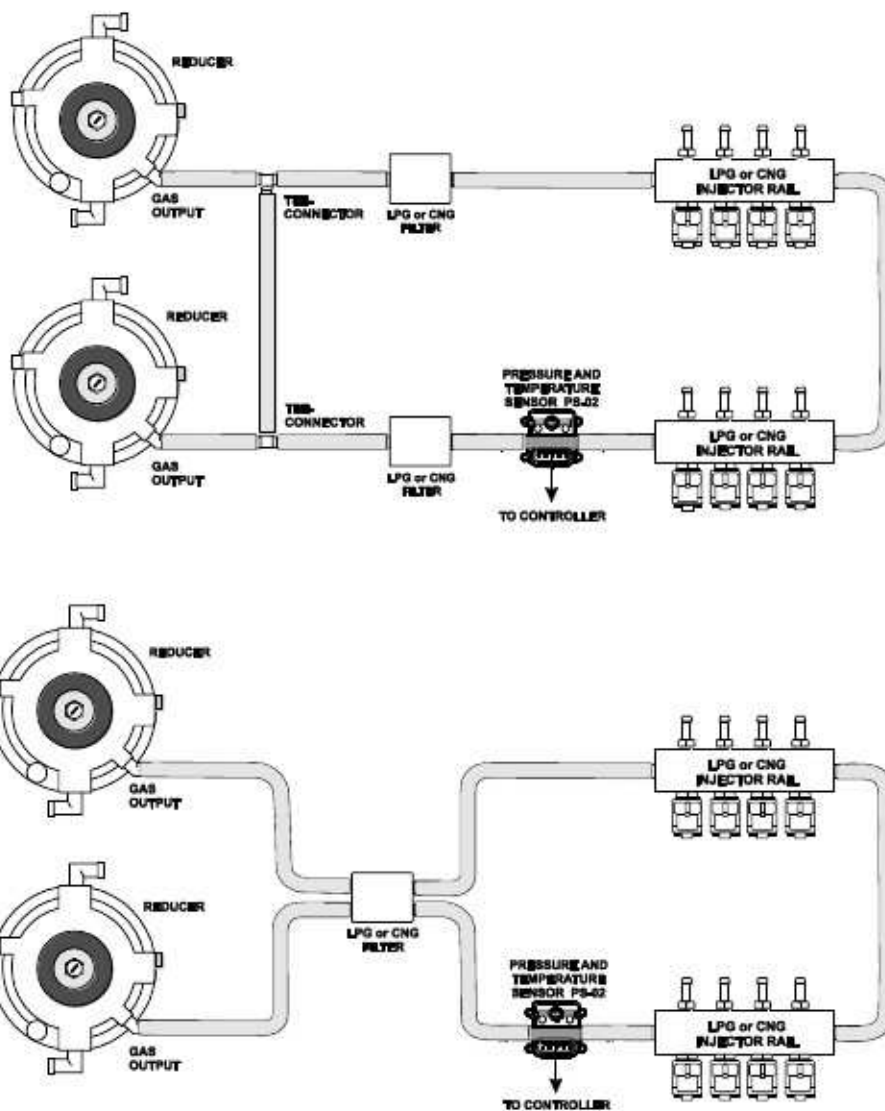 REDUCER
GAS
OUTPUT
TEE-
CONNECTOR
LPG or CNG
FILTER
LPG or CNG
INJECTOR RAIL
REDUCER
GAS
OUTPUT
TEE-
CONNECTOR
LPG or CNG
FILTER
PRESSURE AND
TEMPERATURE
SENSOR PS-02
TO CONTROLLER
LPG or CNG
INJECTOR RAIL
REDUCER
GAS
OUTPUT
LPG or CNG
INJECTOR RAIL
REDUCER
GAS
OUTPUT
LPG or CNG
FILTER
PRESSURE AND
TEMPERATURE
SENSOR PS-02
TO CONTROLLER
LPG or CNG
INJECTOR RAIL